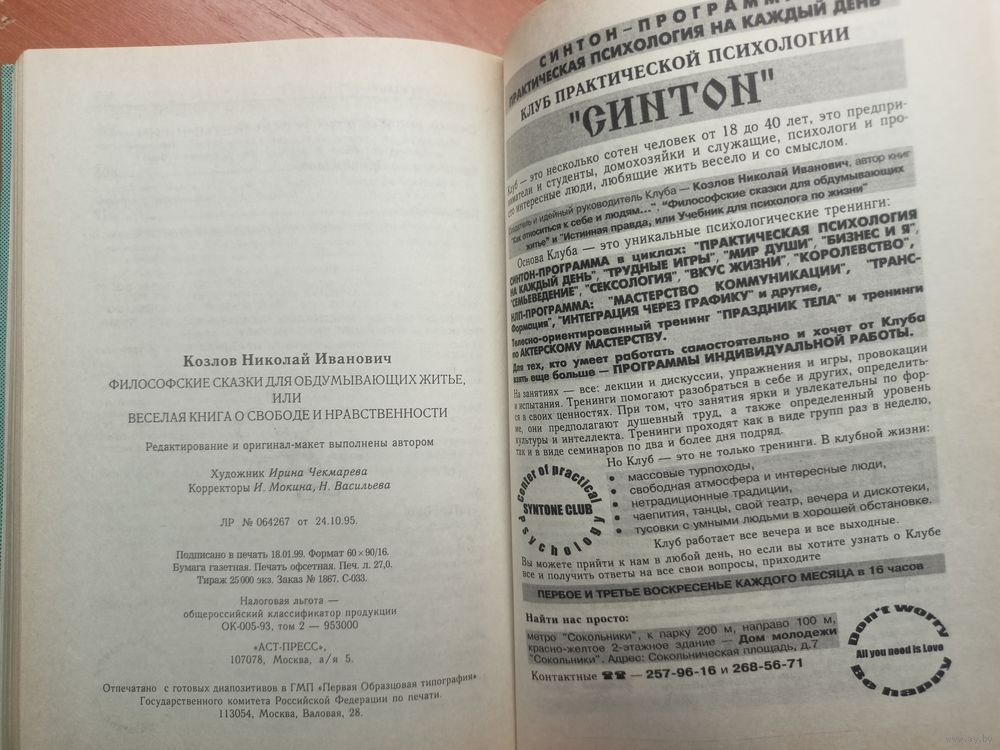 Козлов Николай Иванович
ФИЛОСОФСКИЕ СКАЗКИ ДЛЯ ОБДУМЫВАЮЩИХ ЖИТЬЕ,
ИЛИ
ВЕСЕЛАЯ КНИГА О СВОБОДЕ И НРАВСТВЕННОСТИ
Редактирование и оригинал-макет выполнены автором
Художник Ирина Чекмарева
Корректоры И. Мокина, Н. Васильева
ЛР № 064267 от 24.10.95.
Подписано в печать 18.01.99. Формат 60×90/16.
Бумага газетная. Печать офсетная. Печ. л. 27,0.
Тираж 25 000 экз. Заказ № 1867. С-033.
Налоговая льгота —
общероссийский классификатор продукции
ОК-005-93, том 2 — 953000
«АСТ-ПРЕСС»,
107078, Москва, а/я 5.
Отпечатано с готовых диапозитивов в ГМП «Первая Образцовая типография»
Государственного комитета Российской Федерации по печати.
113054, Москва, Валовая, 28.
СИНТОН-ПРОГРАММ
ПРАКТИЧЕСКАЯ ПСИХОЛОГИЯ НА КАЖДЫЙ ДЕНЬ
КЛУБ ПРАКТИЧЕСКОЙ ПСИХОЛОГИИ
"СИНТОН"
Клуб — это несколько сотен человек от 18 до 40 лет, это предпри-
ниматели и студенты, домохозяйки и служащие, психологи и про-
сто интересные люди, любящие жить весело и со смыслом.
Создатель и идейный руководитель Клуба — Козлов Николай Иванович, автор книг
"Как относиться к себе и людям...", "Философские сказки для обдумывающих
житье" и "Истинная правда, или Учебник для психолога по жизни"
Основа Клуба — это уникальные психологические тренинги:
СИНТОН-ПРОГРАММА в циклах: "ПРАКТИЧЕСКАЯ ПСИХОЛОГИЯ
НА КАЖДЫЙ ДЕНЬ", "ТРУДНЫЕ ИГРЫ", "МИР ДУШИ", "БИЗНЕС И Я",
"СЕМЬЕВЕДЕНИЕ", "СЕКСОЛОГИЯ", "ВКУС ЖИЗНИ", "КОРОЛЕВСТВО",
НЛП-ПРОГРАММА: "МАСТЕРСТВО КОММУНИКАЦИИ", "ТРАНС-
формация", "ИНТЕГРАЦИЯ ЧЕРЕЗ ГРАФИКУ" и другие,
Телесно-ориентированный тренинг "ПРАЗДНИК ТЕЛА" и тренинги
по АКТЕРСКОМУ МАСТЕРСТВУ.
Для тех, кто умеет работать самостоятельно и хочет от Клуба
взять еще больше — ПРОГРАММЫ ИНДИВИДУАЛЬНОЙ РАБОТЫ.
На занятиях — все: лекции и дискуссии, упражнения и игры, провокации
и испытания. Тренинги помогают разобраться в себе и других, определить-
ся в своих ценностях. При том, что занятия ярки и увлекательны по фор-
ме, они предполагают душевный труд, а также определенный уровень
культуры и интеллекта. Тренинги проходят как в виде групп раз в неделю,
так и в виде семинаров по два и более дня подряд.
Но Клуб — это не только тренинги. В клубной жизни:
• массовые турпоходы,
• свободная атмосфера и интересные люди,
• нетрадиционные традиции,
• чаепития, танцы, свой театр, вечера и дискотеки,
• тусовки с умными людьми в хорошей обстановке.
center of practical
SYNTONE CLUB
psychology
Клуб работает все вечера и все выходные.
Вы можете прийти к нам в любой день, но если вы хотите узнать о Клубе
все и получить ответы на все свои вопросы, приходите
ПЕРВОЕ И ТРЕТЬЕ ВОСКРЕСЕНЬЕ КАЖДОГО МЕСЯЦА в 16 часов
Найти нас просто:
метро "Сокольники", к парку 200 м, направо 100 м,
красно-желтое 2-этажное здание — Дом молодежи
"Сокольники". Адрес: Сокольническая площадь, д.7
Контактные ☎☎ — 257-96-16 и 268-56-71
Don't worry
All you need is Love
Be happy
www.ay.by